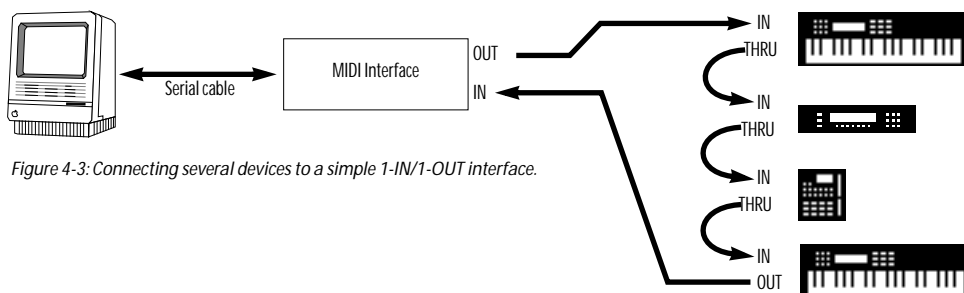 OUT
IN
MIDI Interface
Serial cable
IN
THRU
IN
THRU
IN
THRU
IN
OUT
Figure 4-3: Connecting several devices to a simple 1-IN/1-OUT interface.